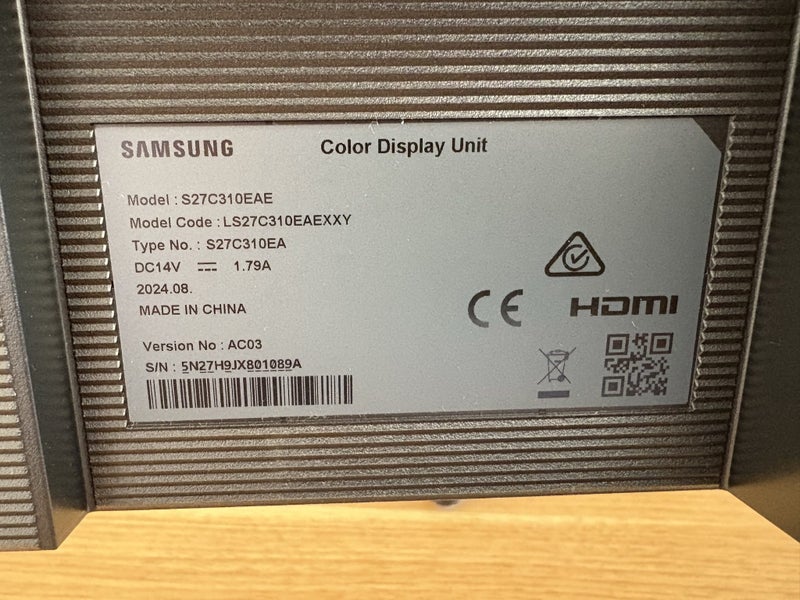 SAMSUNG
Color Display Unit
Model : S27C310EAE
Model Code : LS27C310EAEXXY
Type No. : S27C310EA
DC14V ⎓ 1.79A
2024.08.
MADE IN CHINA
Version No : AC03
S/N : 5N27H9JX801089A
CE
HDMI